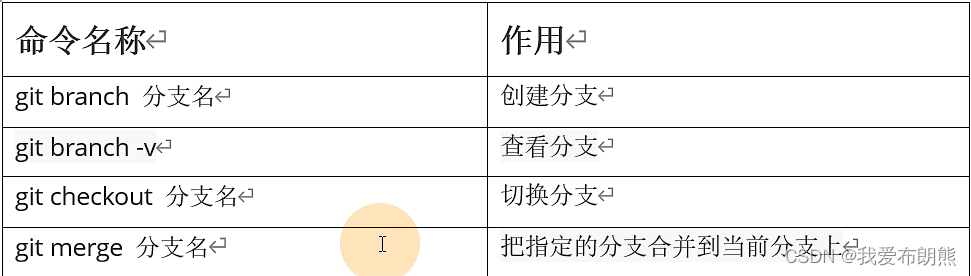 命令名称 作用
git branch 分支名 创建分支
git branch -v 查看分支
git checkout 分支名 切换分支
git merge 分支名 把指定的分支合并到当前分支上
CSDN @我爱布朗熊